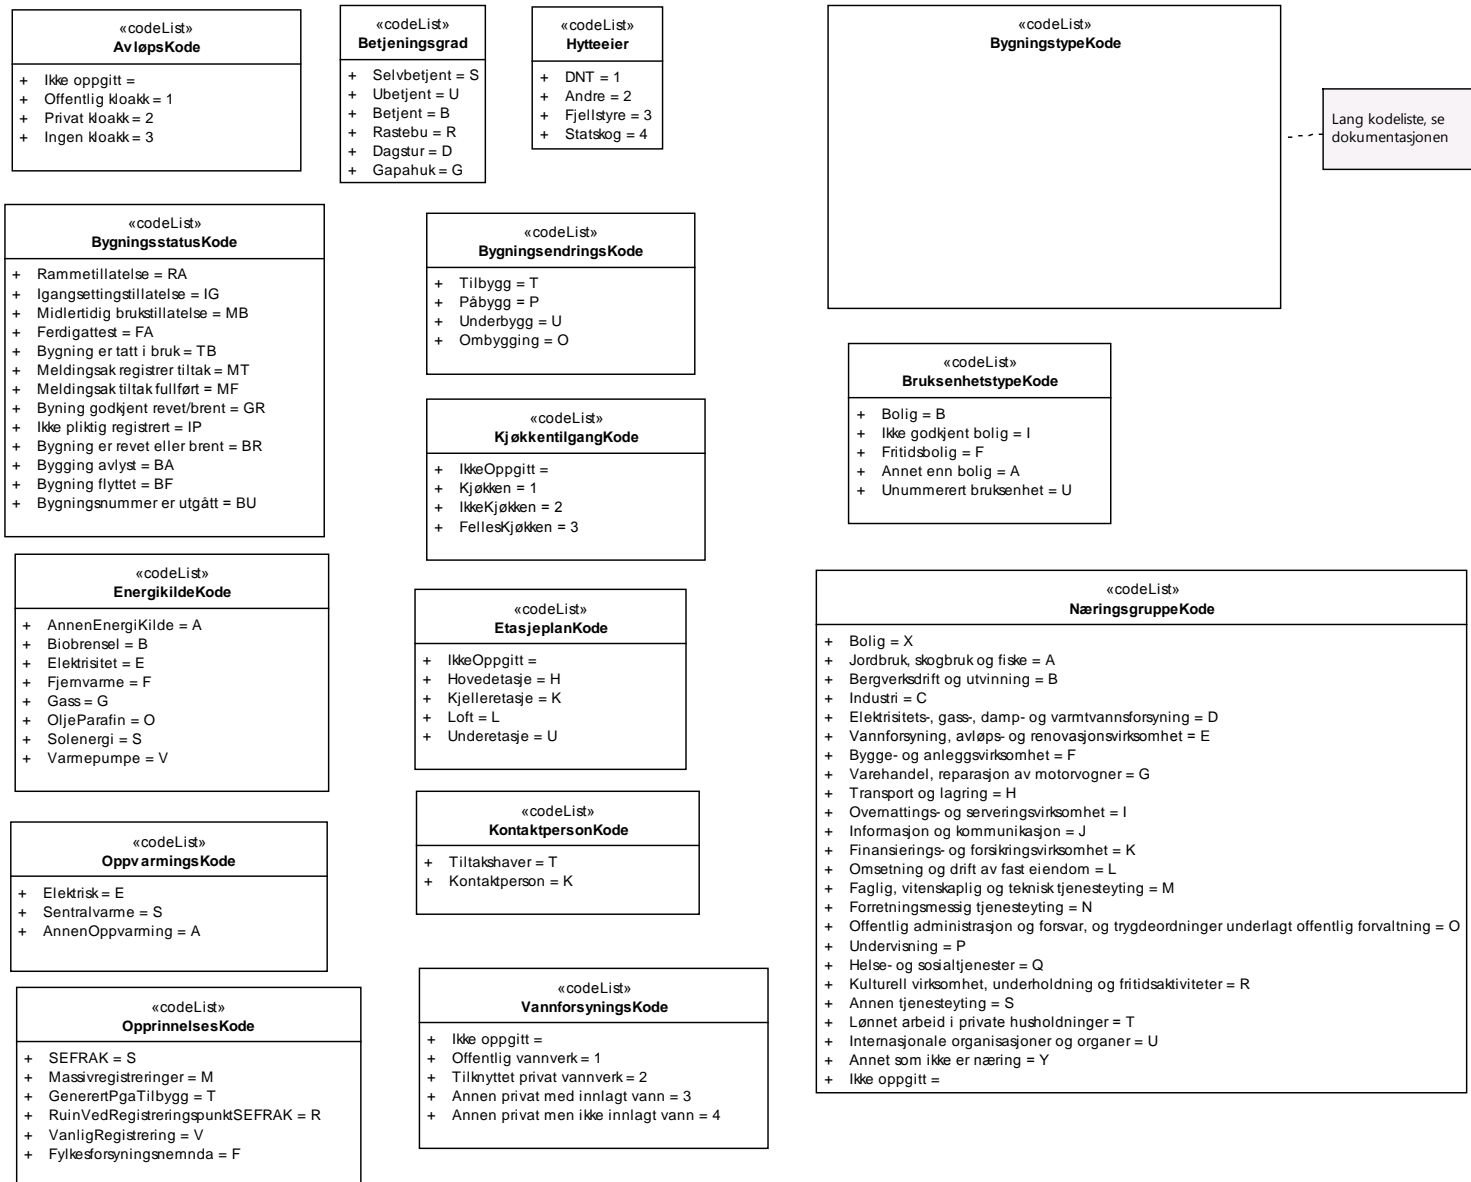 «codeList»
AvløpsKode
+ Ikke oppgitt =
+ Offentlig kloakk = 1
+ Privat kloakk = 2
+ Ingen kloakk = 3
«codeList»
Betjeningsgrad
+ Selvbetjent = S
+ Ubetjent = U
+ Betjent = B
+ Rastebu = R
+ Dagstur = D
+ Gapahuk = G
«codeList»
Hytteeier
+ DNT = 1
+ Andre = 2
+ Fjellstyre = 3
+ Statskog = 4
«codeList»
BygningstypeKode
Lang kodeliste, se
dokumentasjonen
«codeList»
BygningsstatusKode
+ Rammetillatelse = RA
+ Igangsettingstillatelse = IG
+ Midlertidig brukstillatelse = MB
+ Ferdigattest = FA
+ Bygning er tatt i bruk = TB
+ Meldingsak registrer tiltak = MT
+ Meldingsak tiltak fullført = MF
+ Byning godkjent revet/brent = GR
+ Ikke pliktig registrert = IP
+ Bygning er revet eller brent = BR
+ Bygging avlyst = BA
+ Bygning flyttet = BF
+ Bygningsnummer er utgått = BU
«codeList»
BygningsendringsKode
+ Tilbygg = T
+ Påbygg = P
+ Underbygg = U
+ Ombygging = O
«codeList»
BruksenhetstypeKode
+ Bolig = B
+ Ikke godkjent bolig = I
+ Fritidsbolig = F
+ Annet enn bolig = A
+ Unummerert bruksenhet = U
«codeList»
KjøkkentilgangKode
+ IkkeOppgitt =
+ Kjøkken = 1
+ IkkeKjøkken = 2
+ FellesKjøkken = 3
«codeList»
EnergikildeKode
+ AnnenEnergiKilde = A
+ Biobrensel = B
+ Elektrisitet = E
+ Fjernvarme = F
+ Gass = G
+ OljeParafin = O
+ Solenergi = S
+ Varmepumpe = V
«codeList»
EtasjeplanKode
+ IkkeOppgitt =
+ Hovedetasje = H
+ Kjelleretasje = K
+ Loft = L
+ Underetasje = U
«codeList»
NæringsgruppeKode
+ Bolig = X
+ Jordbruk, skogbruk og fiske = A
+ Bergverksdrift og utvinning = B
+ Industri = C
+ Elektrisitets-, gass-, damp- og varmtvannsforsyning = D
+ Vannforsyning, avløps- og renovasjonsvirksomhet = E
+ Bygge- og anleggsvirksomhet = F
+ Varehandel, reparasjon av motorvogner = G
+ Transport og lagring = H
+ Overnattings- og serveringsvirksomhet = I
+ Informasjon og kommunikasjon = J
+ Finansierings- og forsikringsvirksomhet = K
+ Omsetning og drift av fast eiendom = L
+ Faglig, vitenskaplig og teknisk tjenesteyting = M
+ Forretningsmessig tjenesteyting = N
+ Offentlig administrasjon og forsvar, og trygdeordninger underlagt offentlig forvaltning = O
+ Undervisning = P
+ Helse- og sosialtjenester = Q
+ Kulturell virksomhet, underholdning og fritidsaktiviteter = R
+ Annen tjenesteyting = S
+ Lønnet arbeid i private husholdninger = T
+ Internasjonale organisasjoner og organer = U
+ Annet som ikke er næring = Y
+ Ikke oppgitt =
«codeList»
KontaktpersonKode
+ Tiltakshaver = T
+ Kontaktperson = K
«codeList»
OppvarmingsKode
+ Elektrisk = E
+ Sentralvarme = S
+ AnnenOppvarming = A
«codeList»
VannforsyningsKode
+ Ikke oppgitt =
+ Offentlig vannverk = 1
+ Tilknyttet privat vannverk = 2
+ Annen privat med innlagt vann = 3
+ Annen privat men ikke innlagt vann = 4
«codeList»
OpprinnelsesKode
+ SEFRAK = S
+ Massivregistreringer = M
+ GenerertPgaTilbygg = T
+ RuinVedRegistreringspunktSEFRAK = R
+ VanligRegistrering = V
+ Fylkesforsyningsnemnda = F